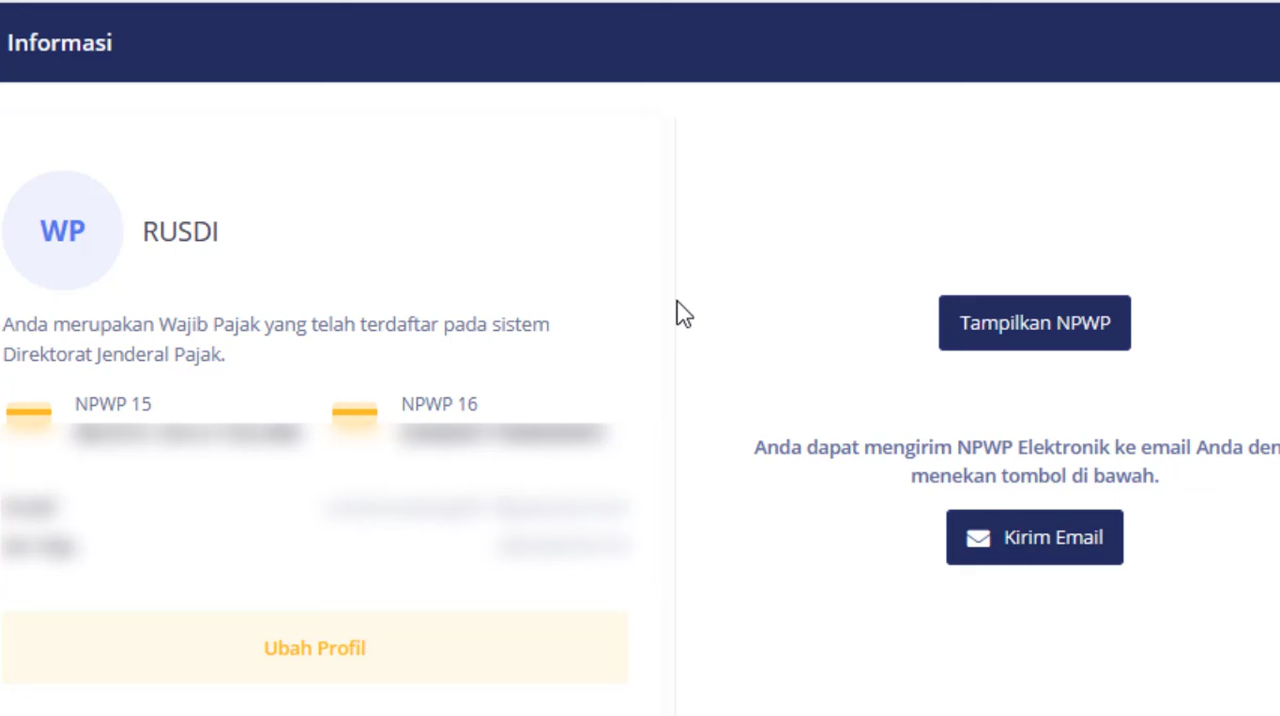 Informasi
WP
RUSDI
Anda merupakan Wajib Pajak yang telah terdaftar pada sistem
Direktorat Jenderal Pajak.
NPWP 15
NPWP 16
Ubah Profil
Tampilkan NPWP
Anda dapat mengirim NPWP Elektronik ke email Anda den
menekan tombol di bawah.
Kirim Email